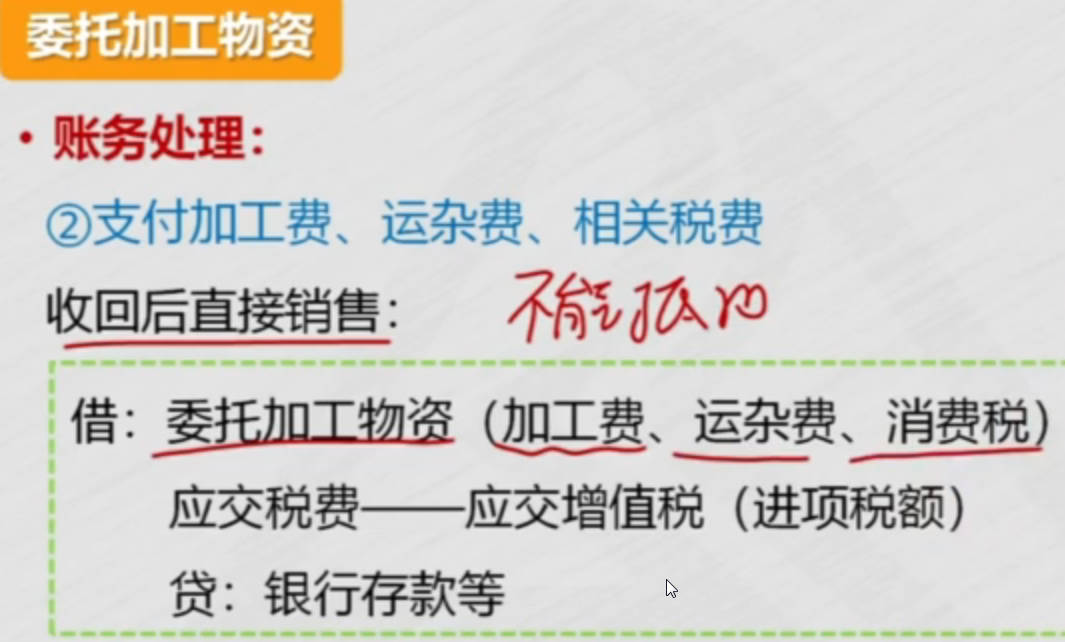 委托加工物资
• 账务处理：
②支付加工费、运杂费、相关税费
收回后直接销售： 不能抵扣
借：委托加工物资（加工费、运杂费、消费税）
应交税费——应交增值税（进项税额）
贷：银行存款等